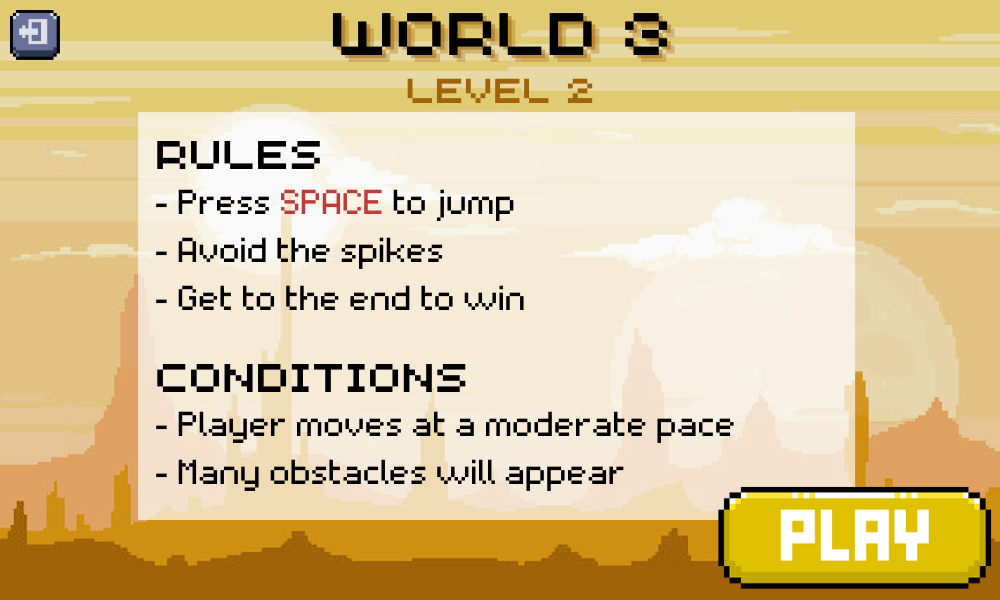 WORLD 3
LEVEL 2
RULES
- Press SPACE to jump
- Avoid the spikes
- Get to the end to win
CONDITIONS
- Player moves at a moderate pace
- Many obstacles will appear
PLAY